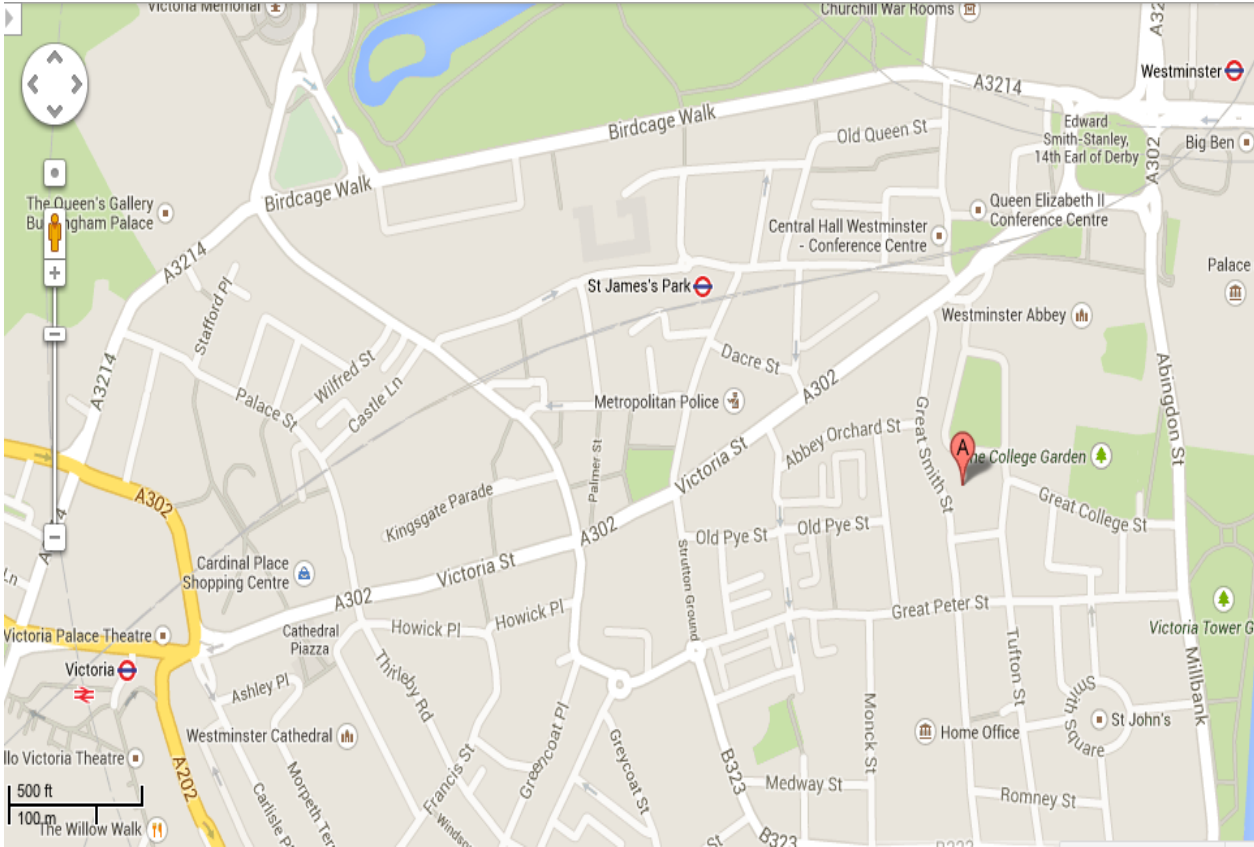 Victoria Memorial
Churchill War Rooms
A32
Westminster
A3214
Birdcage Walk
Old Queen St
Edward
Smith-Stanley,
14th Earl of Derby
A302
Big Ben
Birdcage Walk
The Queen's Gallery
Queen Elizabeth II
Conference Centre
Central Hall Westminster
- Conference Centre
A3214
Palace
St James's Park
Stafford Pl
Westminster Abbey
A3214
Dacre St
Wilfred St
Abingdon St
Castle Ln
A302
Palace St
Metropolitan Police
Great Smith St
Abbey Orchard St
A
College Garden
Victoria St
Palmer St
Kingsgate Parade
A302
Great College St
A302
Old Pye St
Old Pye St
Strutton Ground
Cardinal Place
Shopping Centre
Victoria St
Ln
A302
Great Peter St
Howick Pl
Howick Pl
Victoria Palace Theatre
Cathedral
Piazza
Victoria Tower G
Tufton St
Victoria
Thirleby Rd
Millbank
Ashley Pl
Smith Square
Monck St
St John's
Westminster Cathedral
Greencoat Pl
Greycoat St
Home Office
llo Victoria Theatre
A202
B323
Francis St
Medway St
Morpeth Ter
Carlisle Pl
500 ft
100 m
Romney St
The Willow Walk
Windso
St
B323